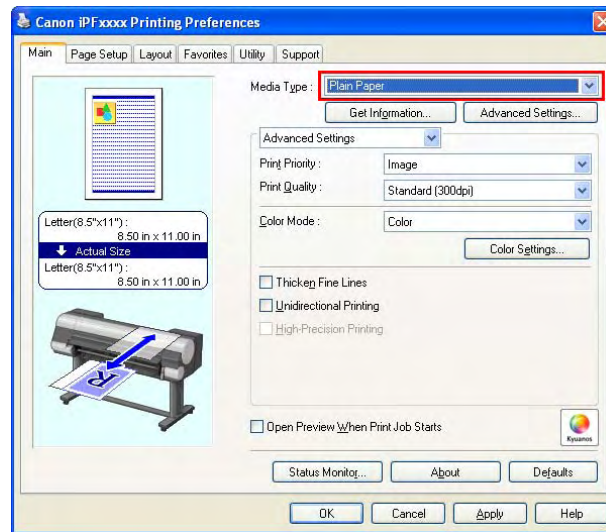 Canon iPFxxxx Printing Preferences
Main Page Setup Layout Favorites Utility Support
Media Type : Plain Paper
Get Information... Advanced Settings...
Advanced Settings
Print Priority : Image
Print Quality : Standard (300dpi)
Color Mode : Color
Color Settings...
Letter(8.5"x11") :
8.50 in x 11.00 in
Actual Size
Letter(8.5"x11") :
8.50 in x 11.00 in
Thicken Fine Lines
Unidirectional Printing
High-Precision Printing
Open Preview When Print Job Starts
Kyuanos
Status Monitor... About Defaults
OK Cancel Apply Help